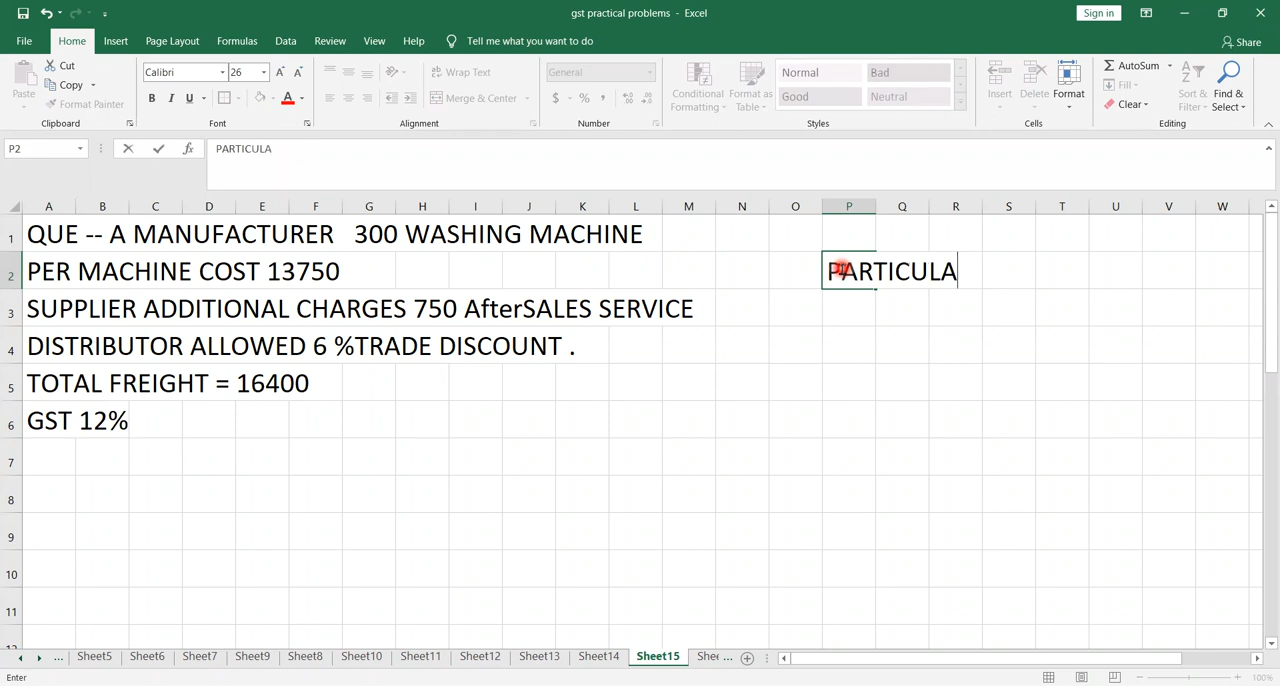 gst practical problems - Excel
Sign in
File Home Insert Page Layout Formulas Data Review View Help Tell me what you want to do Share
Paste Cut Copy Format Painter Clipboard
Calibri 26 A A B I U A Font
Wrap Text Merge & Center Alignment
General $ % , Number
Conditional Formatting Format as Table Normal Bad Good Neutral Styles
Insert Delete Format Cells
AutoSum Fill Clear Sort & Filter Find & Select Editing
P2 fx PARTICULA
A B C D E F G H I J K L M N O P Q R S T U V W
1 QUE -- A MANUFACTURER 300 WASHING MACHINE
2 PER MACHINE COST 13750 PARTICULA
3 SUPPLIER ADDITIONAL CHARGES 750 AfterSALES SERVICE
4 DISTRIBUTOR ALLOWED 6 %TRADE DISCOUNT .
5 TOTAL FREIGHT = 16400
6 GST 12%
7
8
9
10
11
... Sheet5 Sheet6 Sheet7 Sheet9 Sheet8 Sheet10 Sheet11 Sheet12 Sheet13 Sheet14 Sheet15 She ...
Enter 100%